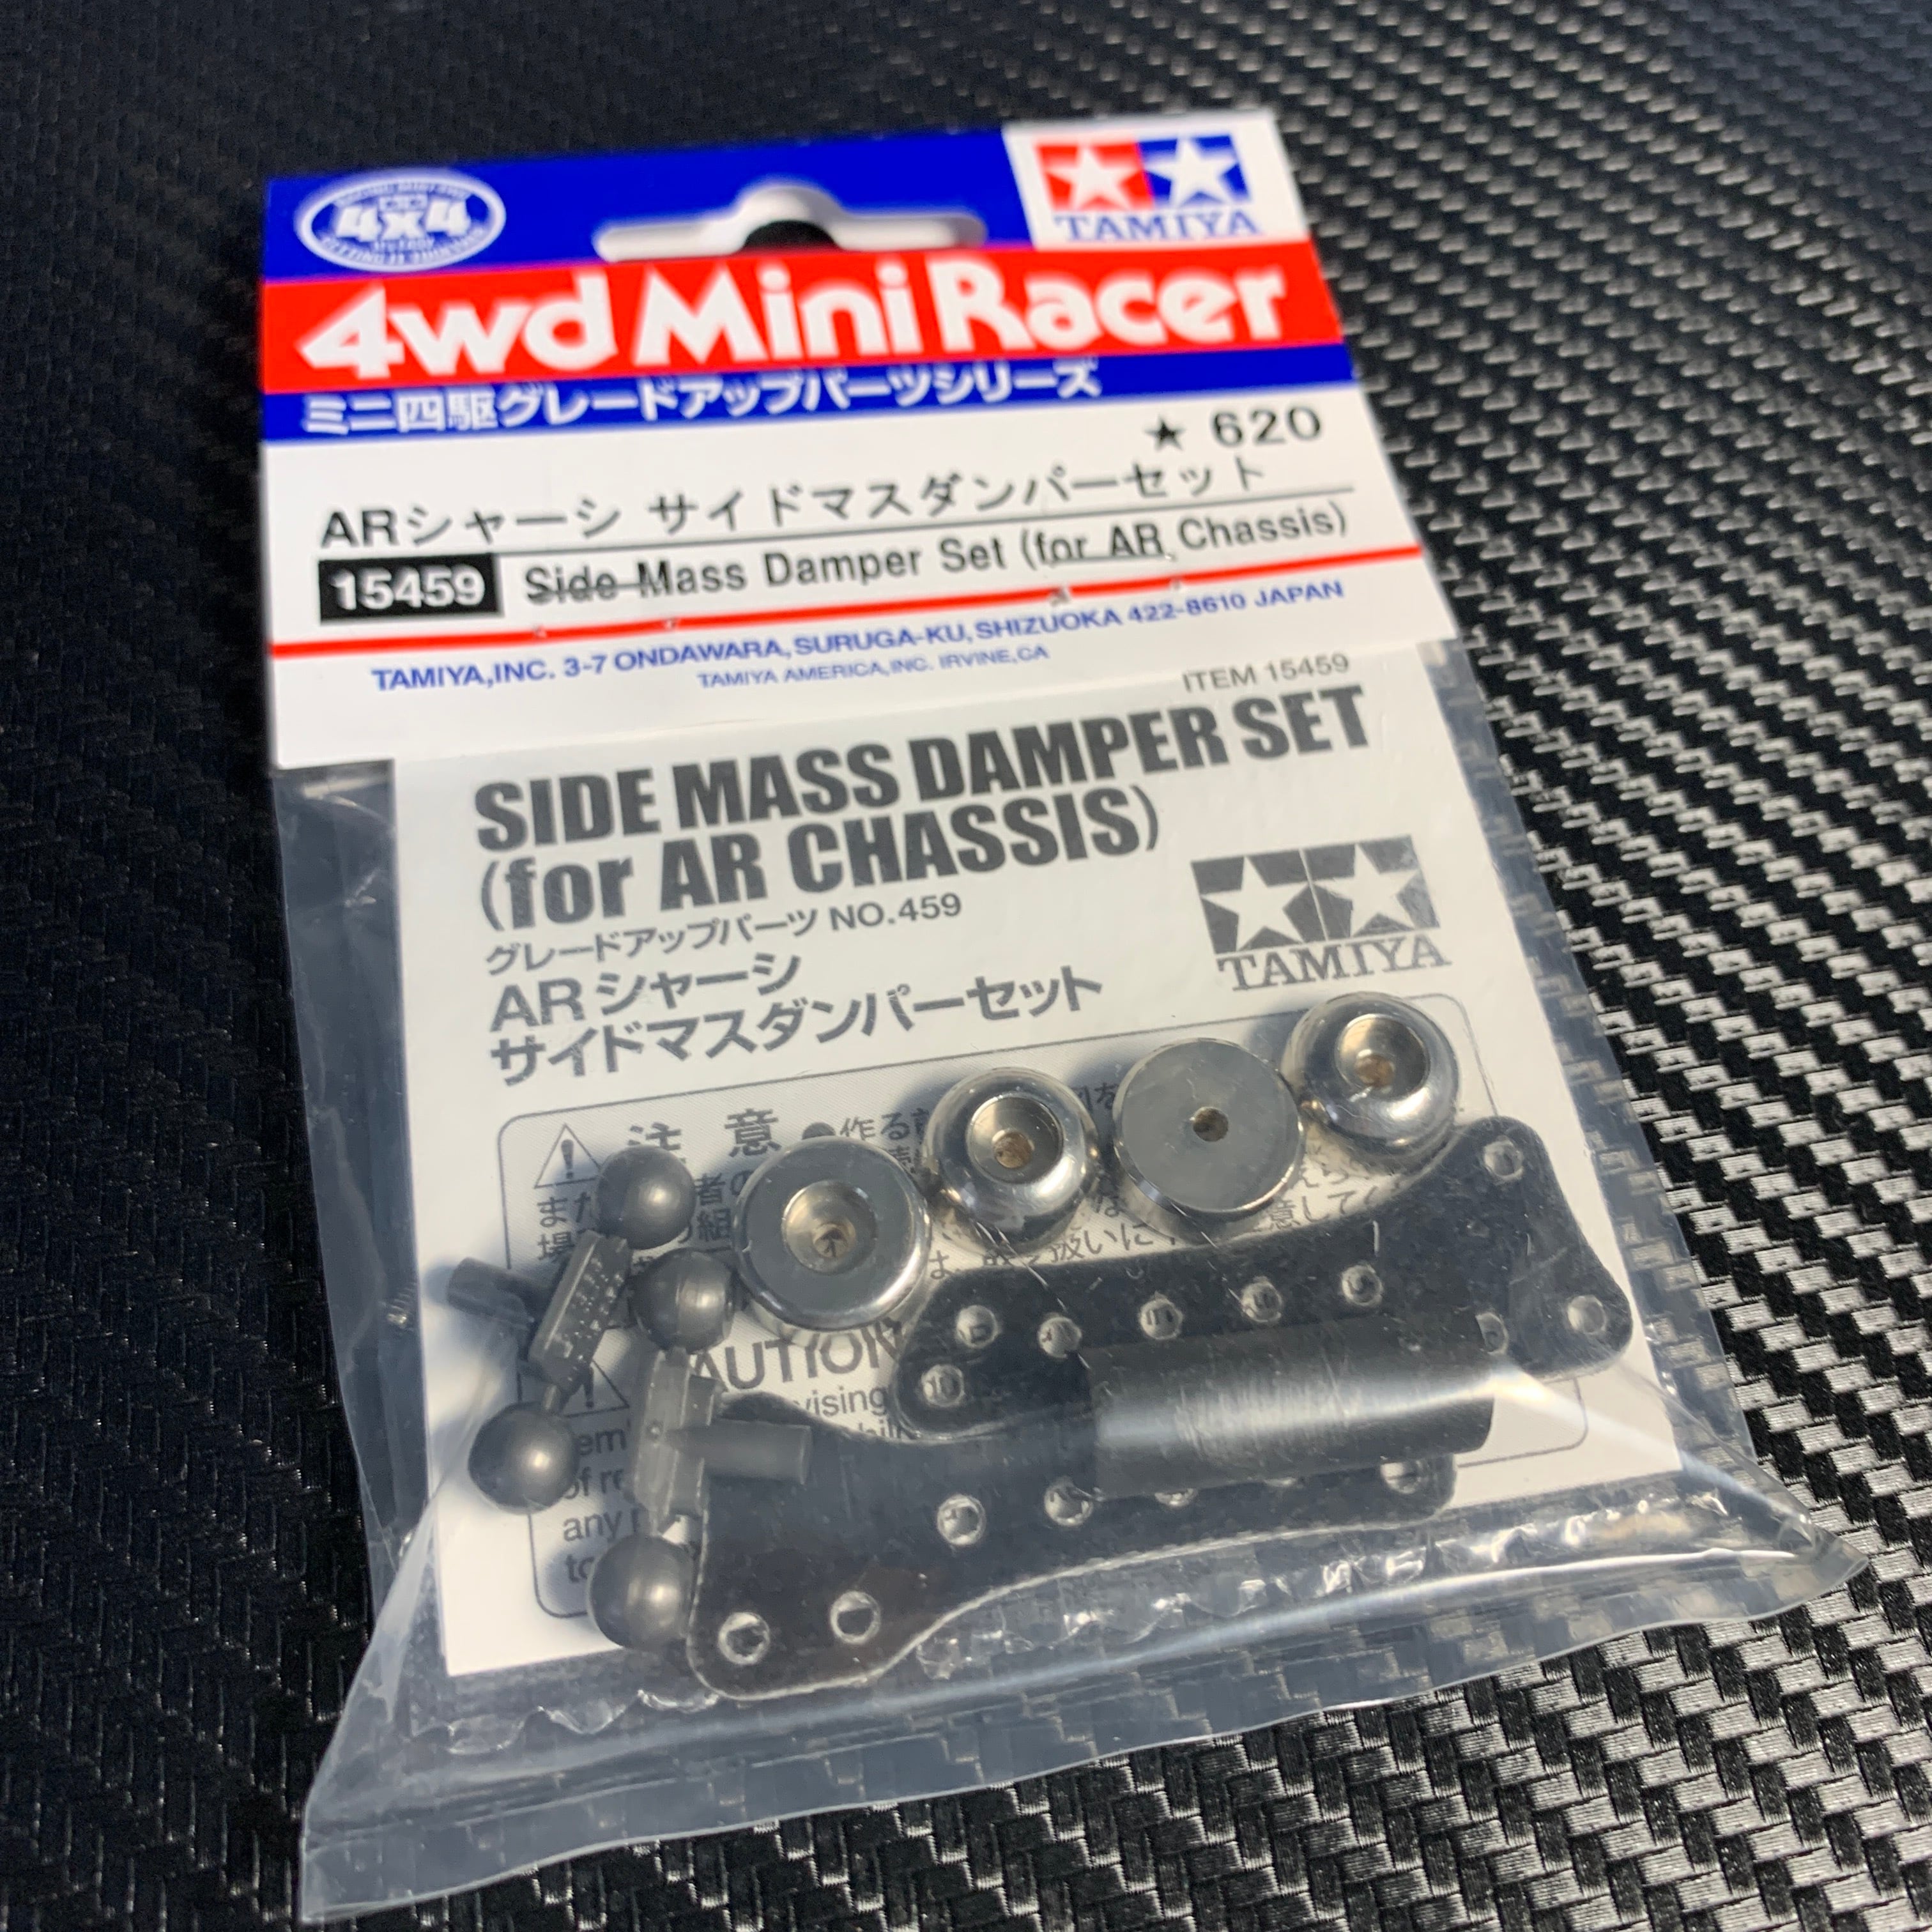 4x4
TAMIYA
4wd Mini Racer
ミニ四駆グレードアップパーツシリーズ
★ 620
ARシャーシ サイドマスダンパーセット
15459 Side Mass Damper Set (for AR Chassis)
TAMIYA,INC. 3-7 ONDAWARA, SURUGA-KU, SHIZUOKA 422-8610 JAPAN
TAMIYA AMERICA, INC. IRVINE, CA
ITEM 15459
SIDE MASS DAMPER SET
(for AR CHASSIS)
グレードアップパーツ NO.459
ARシャーシ
サイドマスダンパーセット
TAMIYA
注 意 ●作る
AUTION
any